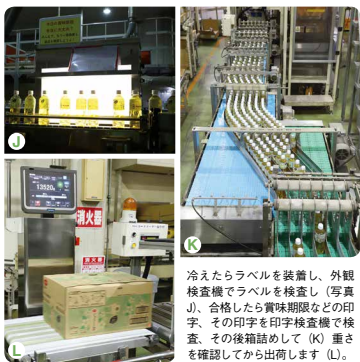 J
K
13520
消火器
L
冷えたらラベルを装着し、外観
検査機でラベルを検査し（写真
J）、合格したら賞味期限などの印
字、その印字を印字検査機で検
査、その後箱詰めして（K）重さ
を確認してから出荷します（L）。